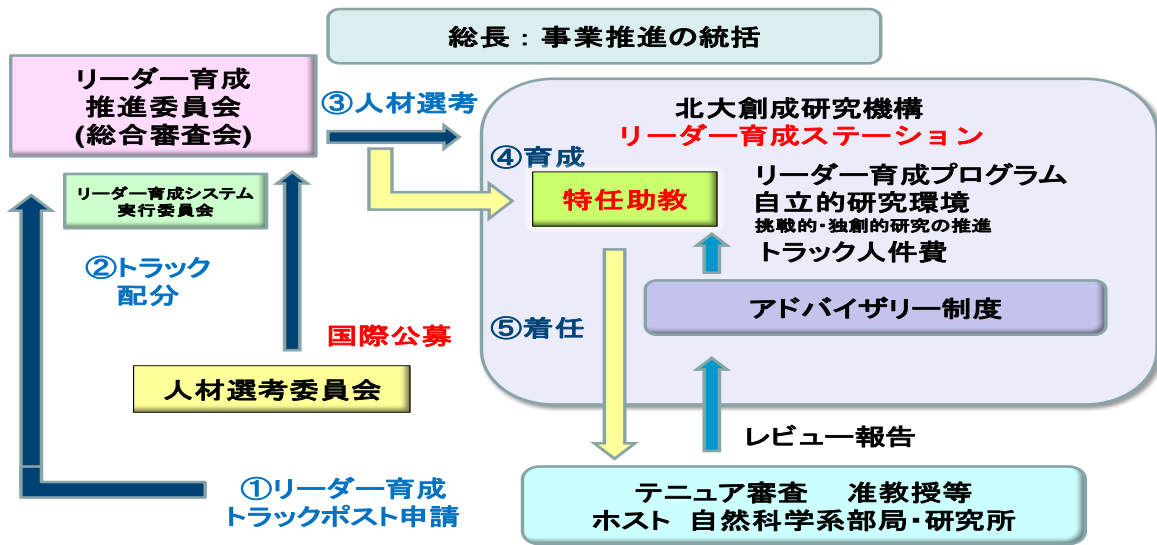 総長：事業推進の統括
リーダー育成
推進委員会
(総合審査会)
③人材選考
北大創成研究機構
リーダー育成ステーション
④育成
リーダー育成システム
実行委員会
特任助教
リーダー育成プログラム
自立的研究環境
挑戦的・独創的研究の推進
トラック人件費
②トラック
配分
アドバイザリー制度
国際公募
⑤着任
人材選考委員会
レビュー報告
①リーダー育成
トラックポスト申請
テニュア審査　准教授等
ホスト 自然科学系部局・研究所